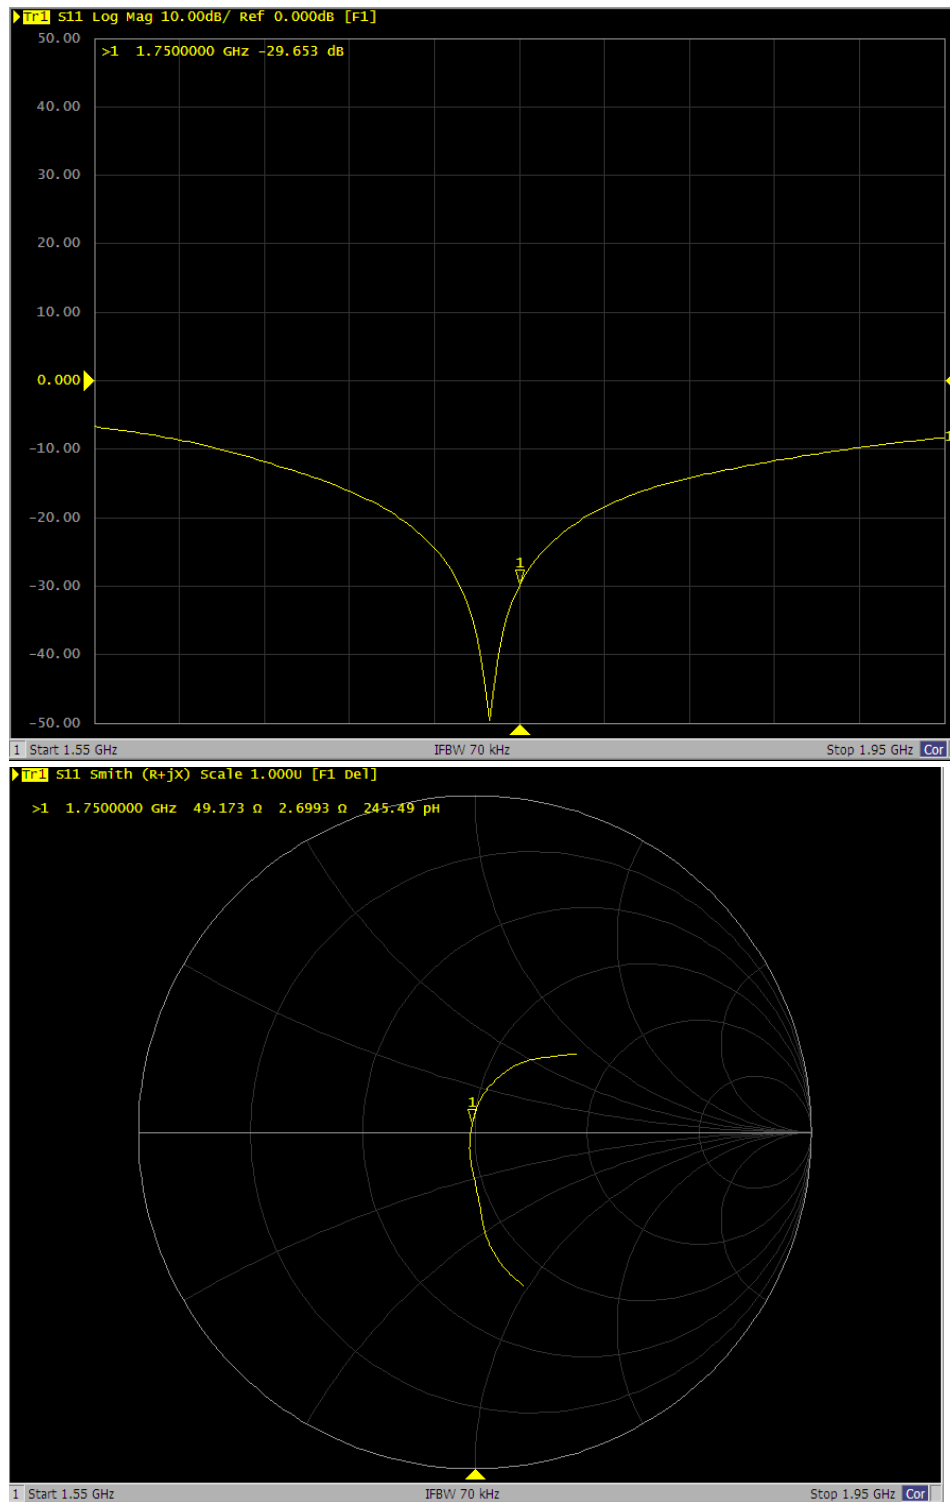 Tr1 S11 Log Mag 10.00dB/ Ref 0.000dB [F1]
50.00
>1 1.7500000 GHz -29.653 dB
40.00
30.00
20.00
10.00
0.000
-10.00
1
-20.00
1
-30.00
-40.00
-50.00
1 Start 1.55 GHz IFBW 70 kHz Stop 1.95 GHz Cor
Tr1 S11 Smith (R+jX) Scale 1.000U [F1 Del]
>1 1.7500000 GHz 49.173 Ω 2.6993 Ω 245.49 pH
1
1 Start 1.55 GHz IFBW 70 kHz Stop 1.95 GHz Cor